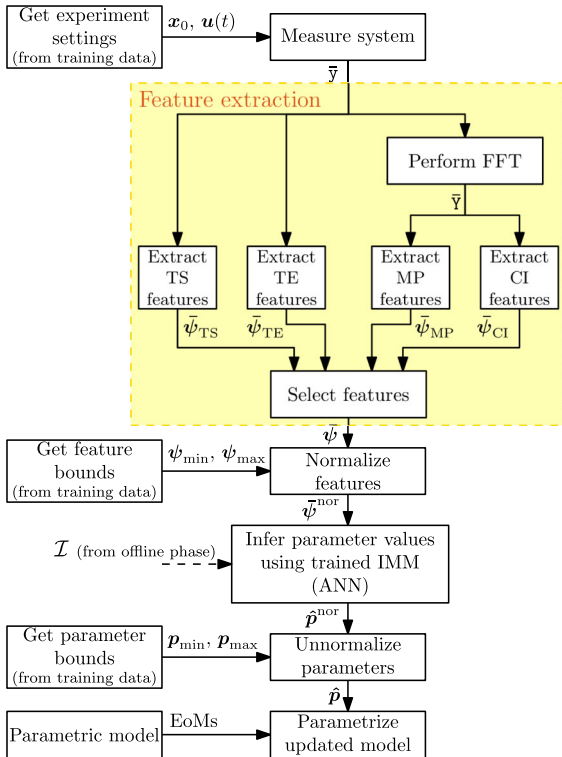 Get experiment
settings
(from training data)
𝒙₀, 𝒖(t)
Measure system
ȳ
Feature extraction
Perform FFT
Ȳ
Extract
TS
features
Extract
TE
features
Extract
MP
features
Extract
CI
features
ψ̄_TS
ψ̄_TE
ψ̄_MP
ψ̄_CI
Select features
ψ̄
Get feature
bounds
(from training data)
ψ_min, ψ_max
Normalize
features
ψ̄^nor
ℐ (from offline phase)
Infer parameter values
using trained IMM
(ANN)
p̂^nor
Get parameter
bounds
(from training data)
p_min, p_max
Unnormalize
parameters
p̂
Parametric model
EoMs
Parametrize
updated model